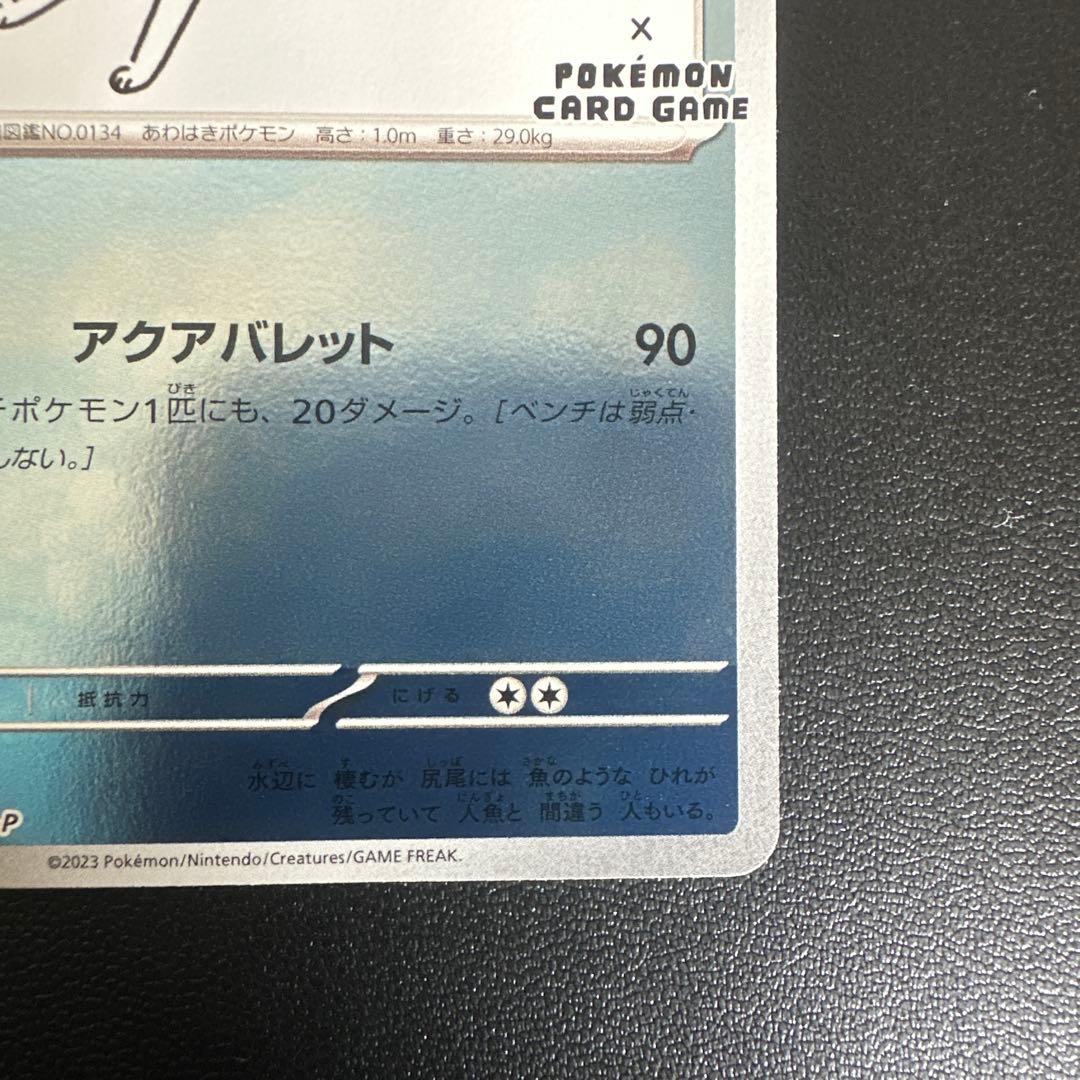 ×
POKÉMON
CARD GAME
図鑑NO.0134 あわはきポケモン 高さ：1.0m 重さ：29.0kg
アクアバレット 90
ポケモン1匹にも、20ダメージ。[ベンチは弱点・
しない。]
抵抗力 にげる
水辺に 棲むが 尻尾には 魚のような ひれが
残っていて 人魚と 間違う 人もいる。
P
©2023 Pokémon/Nintendo/Creatures/GAME FREAK.